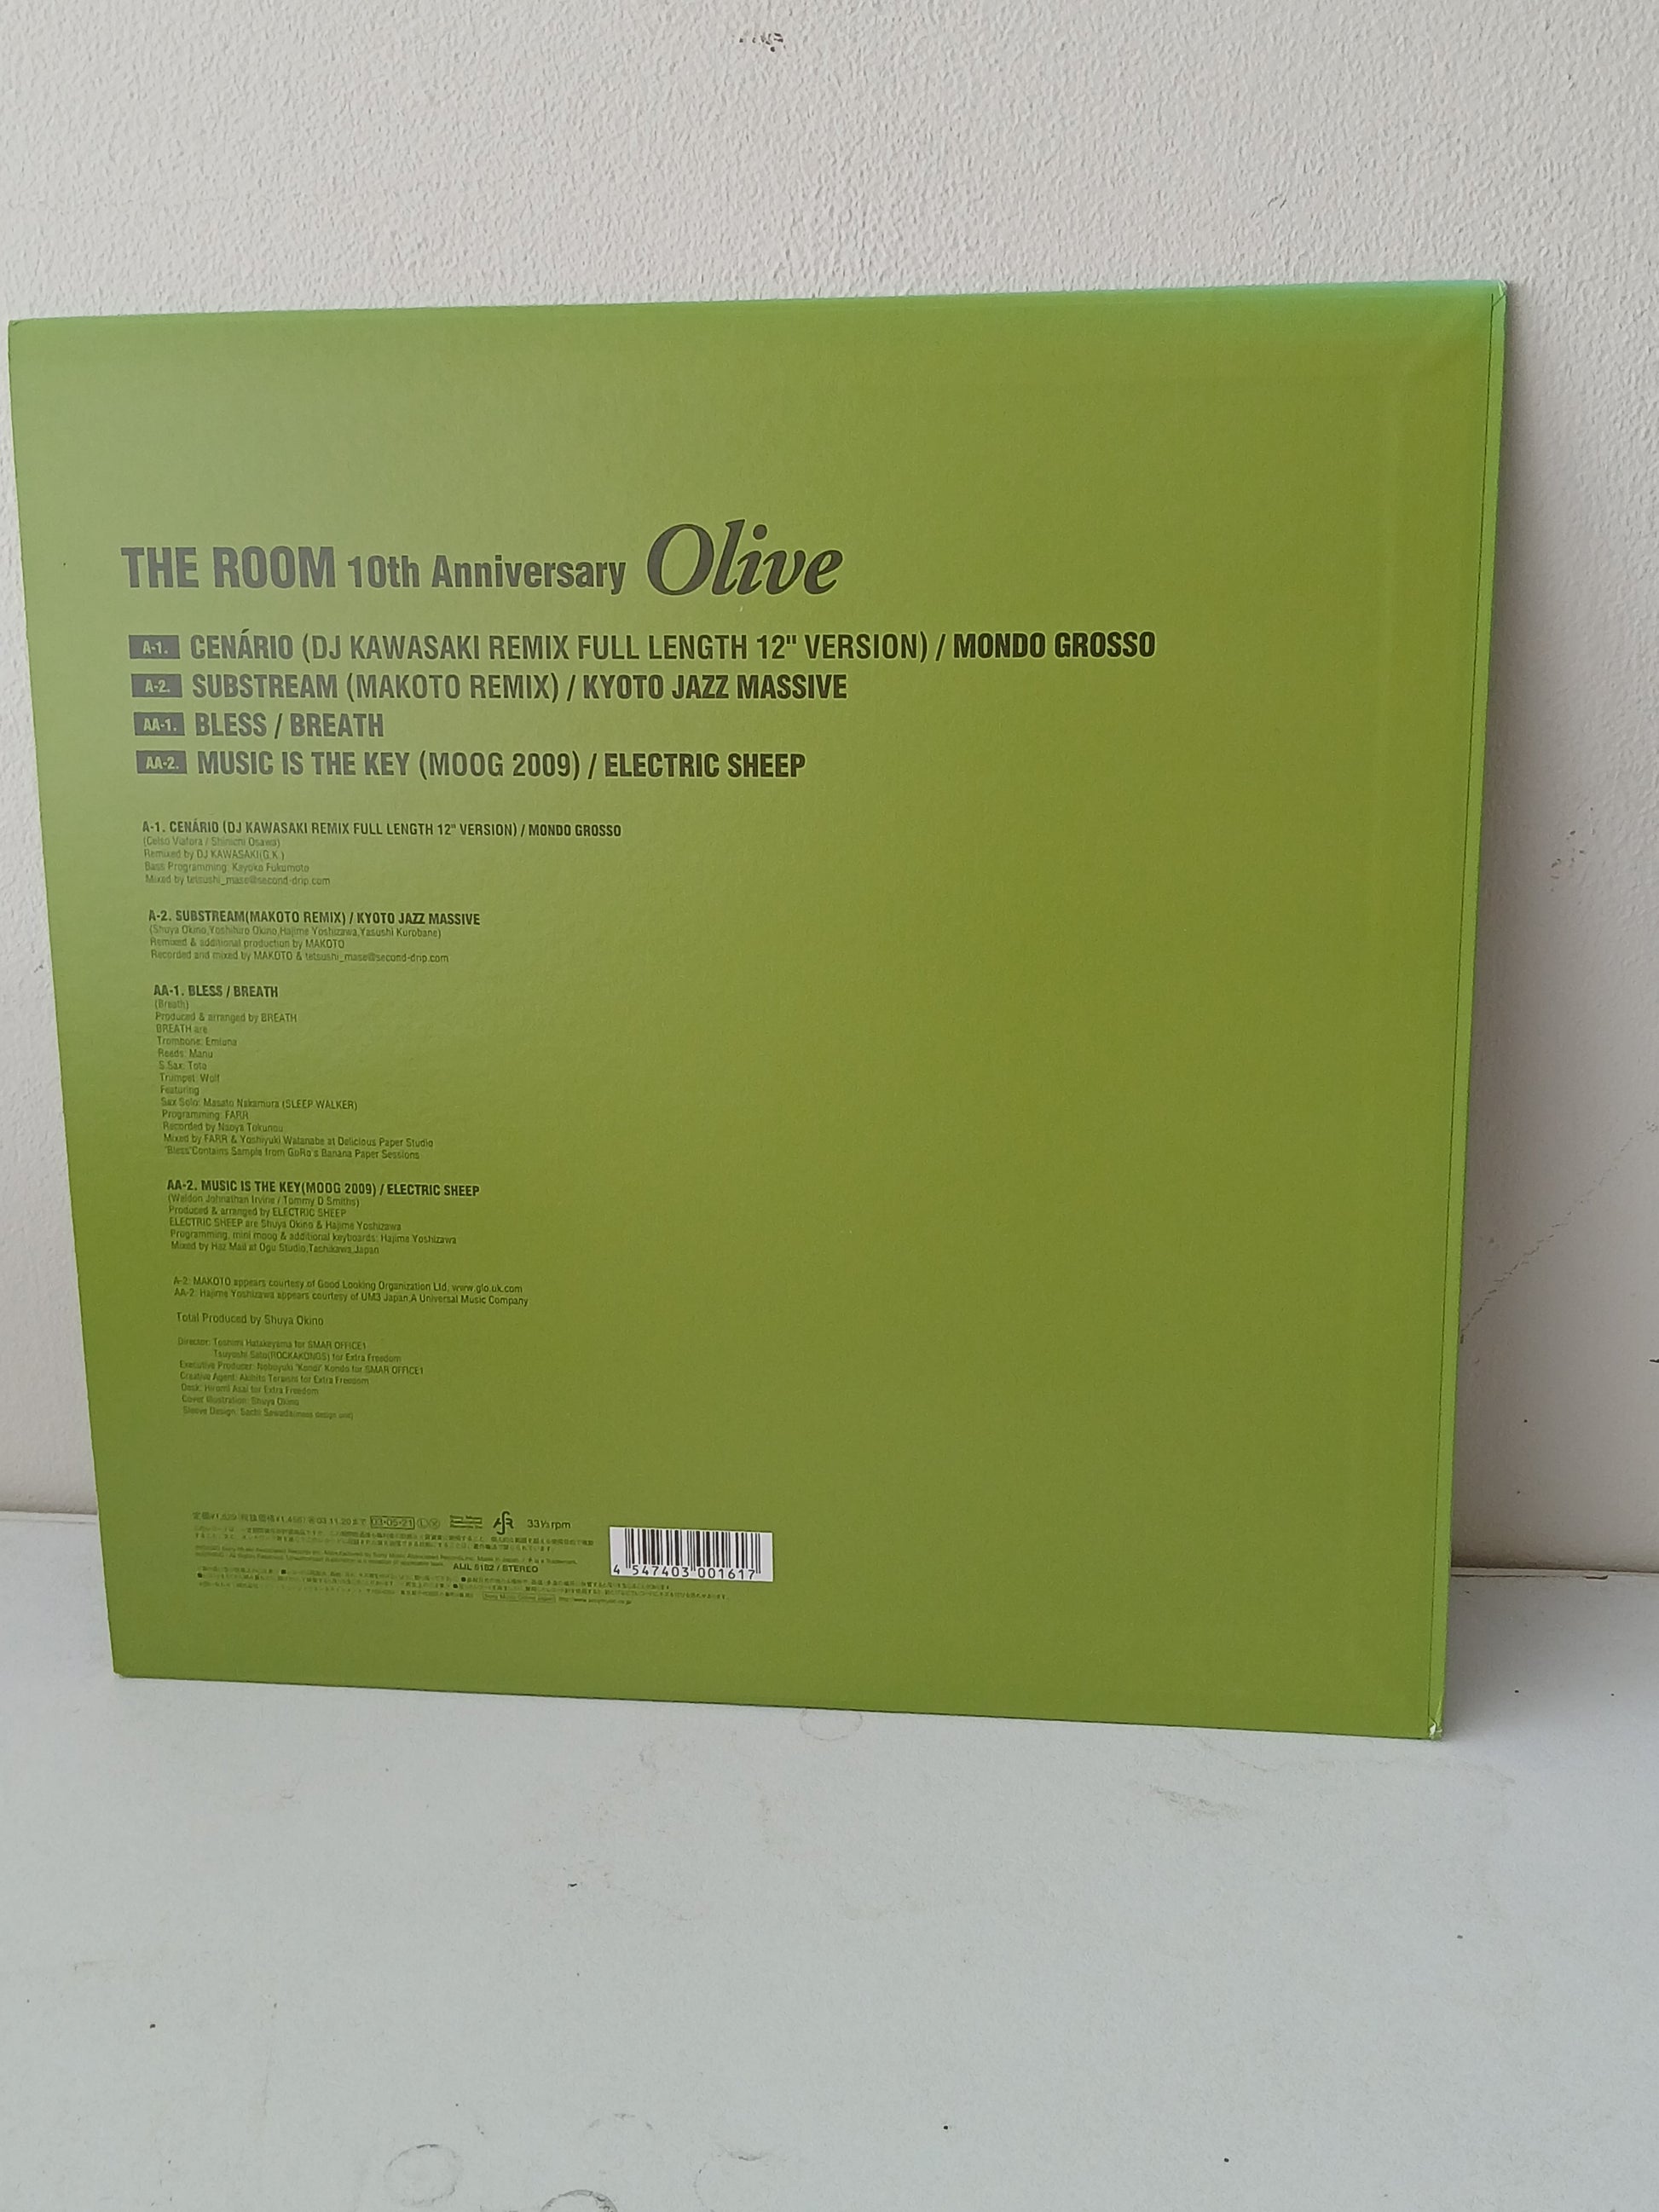 THE ROOM 10th Anniversary Olive
A-1. CENÁRIO (DJ KAWASAKI REMIX FULL LENGTH 12" VERSION) / MONDO GROSSO
A-2. SUBSTREAM (MAKOTO REMIX) / KYOTO JAZZ MASSIVE
AA-1. BLESS / BREATH
AA-2. MUSIC IS THE KEY (MOOG 2009) / ELECTRIC SHEEP
A-1. CENÁRIO (DJ KAWASAKI REMIX FULL LENGTH 12" VERSION) / MONDO GROSSO
(Celso Viafora / Shinichi Osawa)
Remixed by DJ KAWASAKI(G.K.)
Bass Programming: Kayoko Fukumoto
Mixed by tetsushi_mase@second-drip.com
A-2. SUBSTREAM(MAKOTO REMIX) / KYOTO JAZZ MASSIVE
(Shuya Okino,Yoshihiro Okino,Hajime Yoshizawa,Yasushi Kurobane)
Remixed & additional production by MAKOTO
Recorded and mixed by MAKOTO & tetsushi_mase@second-drip.com
AA-1. BLESS / BREATH
(Breath)
Produced & arranged by BREATH
BREATH are
Trombone: Emiuna
Reeds: Manu
S.Sax: Toto
Trumpet: Wolf
Featuring
Sax Solo: Masato Nakamura (SLEEP WALKER)
Programming: FARR
Recorded by Naoya Tokunou
Mixed by FARR & Yoshiyuki Watanabe at Delicious Paper Studio
"Bless"Contains Sample from GuRo's Banana Paper Sessions
AA-2. MUSIC IS THE KEY(MOOG 2009) / ELECTRIC SHEEP
(Weldon Johnathan Irvine / Tommy D Smiths)
Produced & arranged by ELECTRIC SHEEP
ELECTRIC SHEEP are Shuya Okino & Hajime Yoshizawa
Programming, mini moog & additional keyboards: Hajime Yoshizawa
Mixed by Haz Mail at Ogu Studio,Tachikawa,Japan
A-2: MAKOTO appears courtesy of Good Looking Organization Ltd. www.glo.uk.com
AA-2: Hajime Yoshizawa appears courtesy of UM3 Japan,A Universal Music Company
Total Produced by Shuya Okino
Director: Toshimi Hatakeyama for SMAR OFFICE1
Tsuyoshi Sato(ROCKAKONGS) for Extra Freedom
Executive Producer: Nobuyuki "Kondi" Kondo for SMAR OFFICE1
Creative Agent: Akihito Teranishi for Extra Freedom
Desk: Hiromi Asai for Extra Freedom
Cover Illustration: Shuya Okino
Sleeve Design: Sachi
03·05·21
33⅓ rpm
AIJL 5182 / STEREO
4 547403 001617